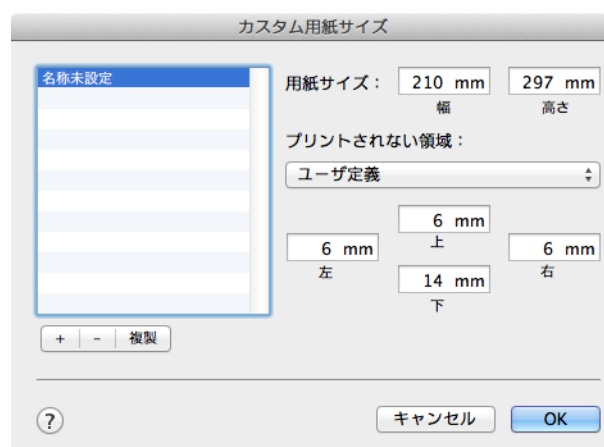 カスタム用紙サイズ
名称未設定
用紙サイズ： 210 mm 297 mm
幅 高さ
プリントされない領域：
ユーザ定義
6 mm
上
6 mm 6 mm
左 右
14 mm
下
+ − 複製
? キャンセル OK